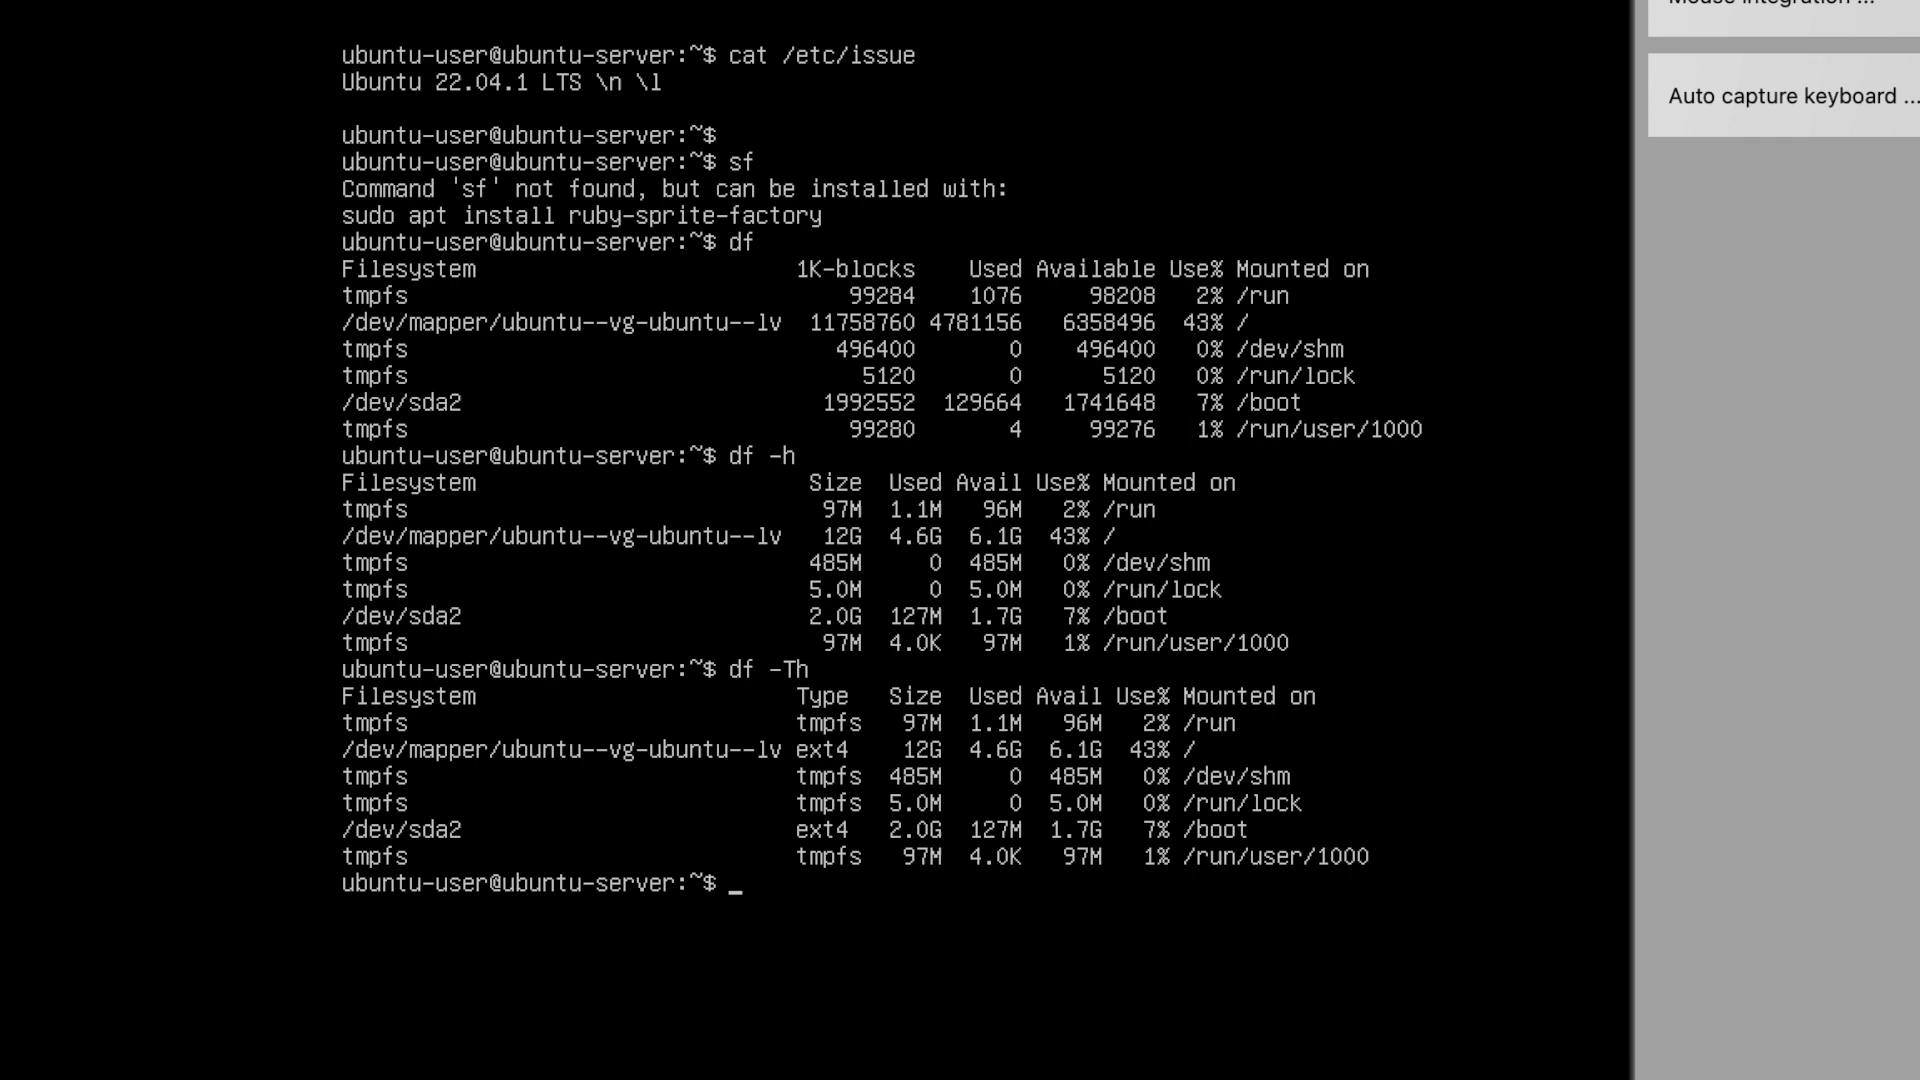 Mouse integration ...
Auto capture keyboard ...
ubuntu-user@ubuntu-server:~$ cat /etc/issue
Ubuntu 22.04.1 LTS \n \l
ubuntu-user@ubuntu-server:~$
ubuntu-user@ubuntu-server:~$ sf
Command 'sf' not found, but can be installed with:
sudo apt install ruby-sprite-factory
ubuntu-user@ubuntu-server:~$ df
Filesystem 1K-blocks Used Available Use% Mounted on
tmpfs 99284 1076 98208 2% /run
/dev/mapper/ubuntu--vg-ubuntu--lv 11758760 4781156 6358496 43% /
tmpfs 496400 0 496400 0% /dev/shm
tmpfs 5120 0 5120 0% /run/lock
/dev/sda2 1992552 129664 1741648 7% /boot
tmpfs 99280 4 99276 1% /run/user/1000
ubuntu-user@ubuntu-server:~$ df -h
Filesystem Size Used Avail Use% Mounted on
tmpfs 97M 1.1M 96M 2% /run
/dev/mapper/ubuntu--vg-ubuntu--lv 12G 4.6G 6.1G 43% /
tmpfs 485M 0 485M 0% /dev/shm
tmpfs 5.0M 0 5.0M 0% /run/lock
/dev/sda2 2.0G 127M 1.7G 7% /boot
tmpfs 97M 4.0K 97M 1% /run/user/1000
ubuntu-user@ubuntu-server:~$ df -Th
Filesystem Type Size Used Avail Use% Mounted on
tmpfs tmpfs 97M 1.1M 96M 2% /run
/dev/mapper/ubuntu--vg-ubuntu--lv ext4 12G 4.6G 6.1G 43% /
tmpfs tmpfs 485M 0 485M 0% /dev/shm
tmpfs tmpfs 5.0M 0 5.0M 0% /run/lock
/dev/sda2 ext4 2.0G 127M 1.7G 7% /boot
tmpfs tmpfs 97M 4.0K 97M 1% /run/user/1000
ubuntu-user@ubuntu-server:~$ _